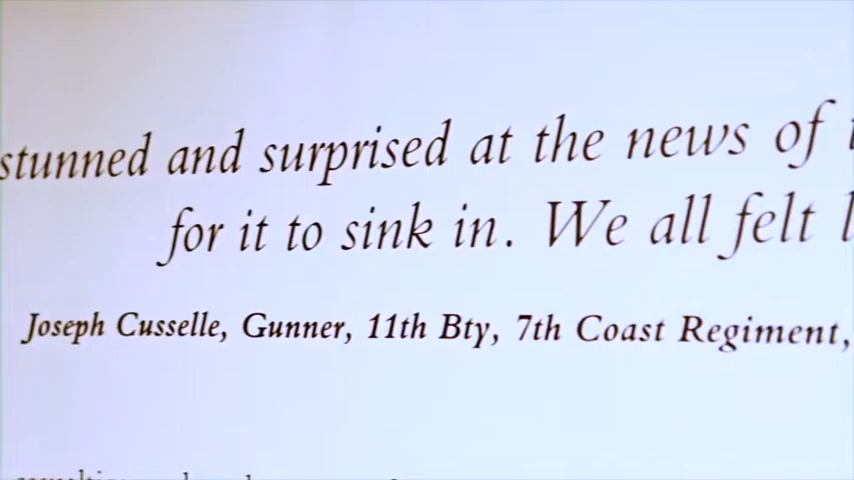 stunned and surprised at the news of
for it to sink in. We all felt
Joseph Cusselle, Gunner, 11th Bty, 7th Coast Regiment,